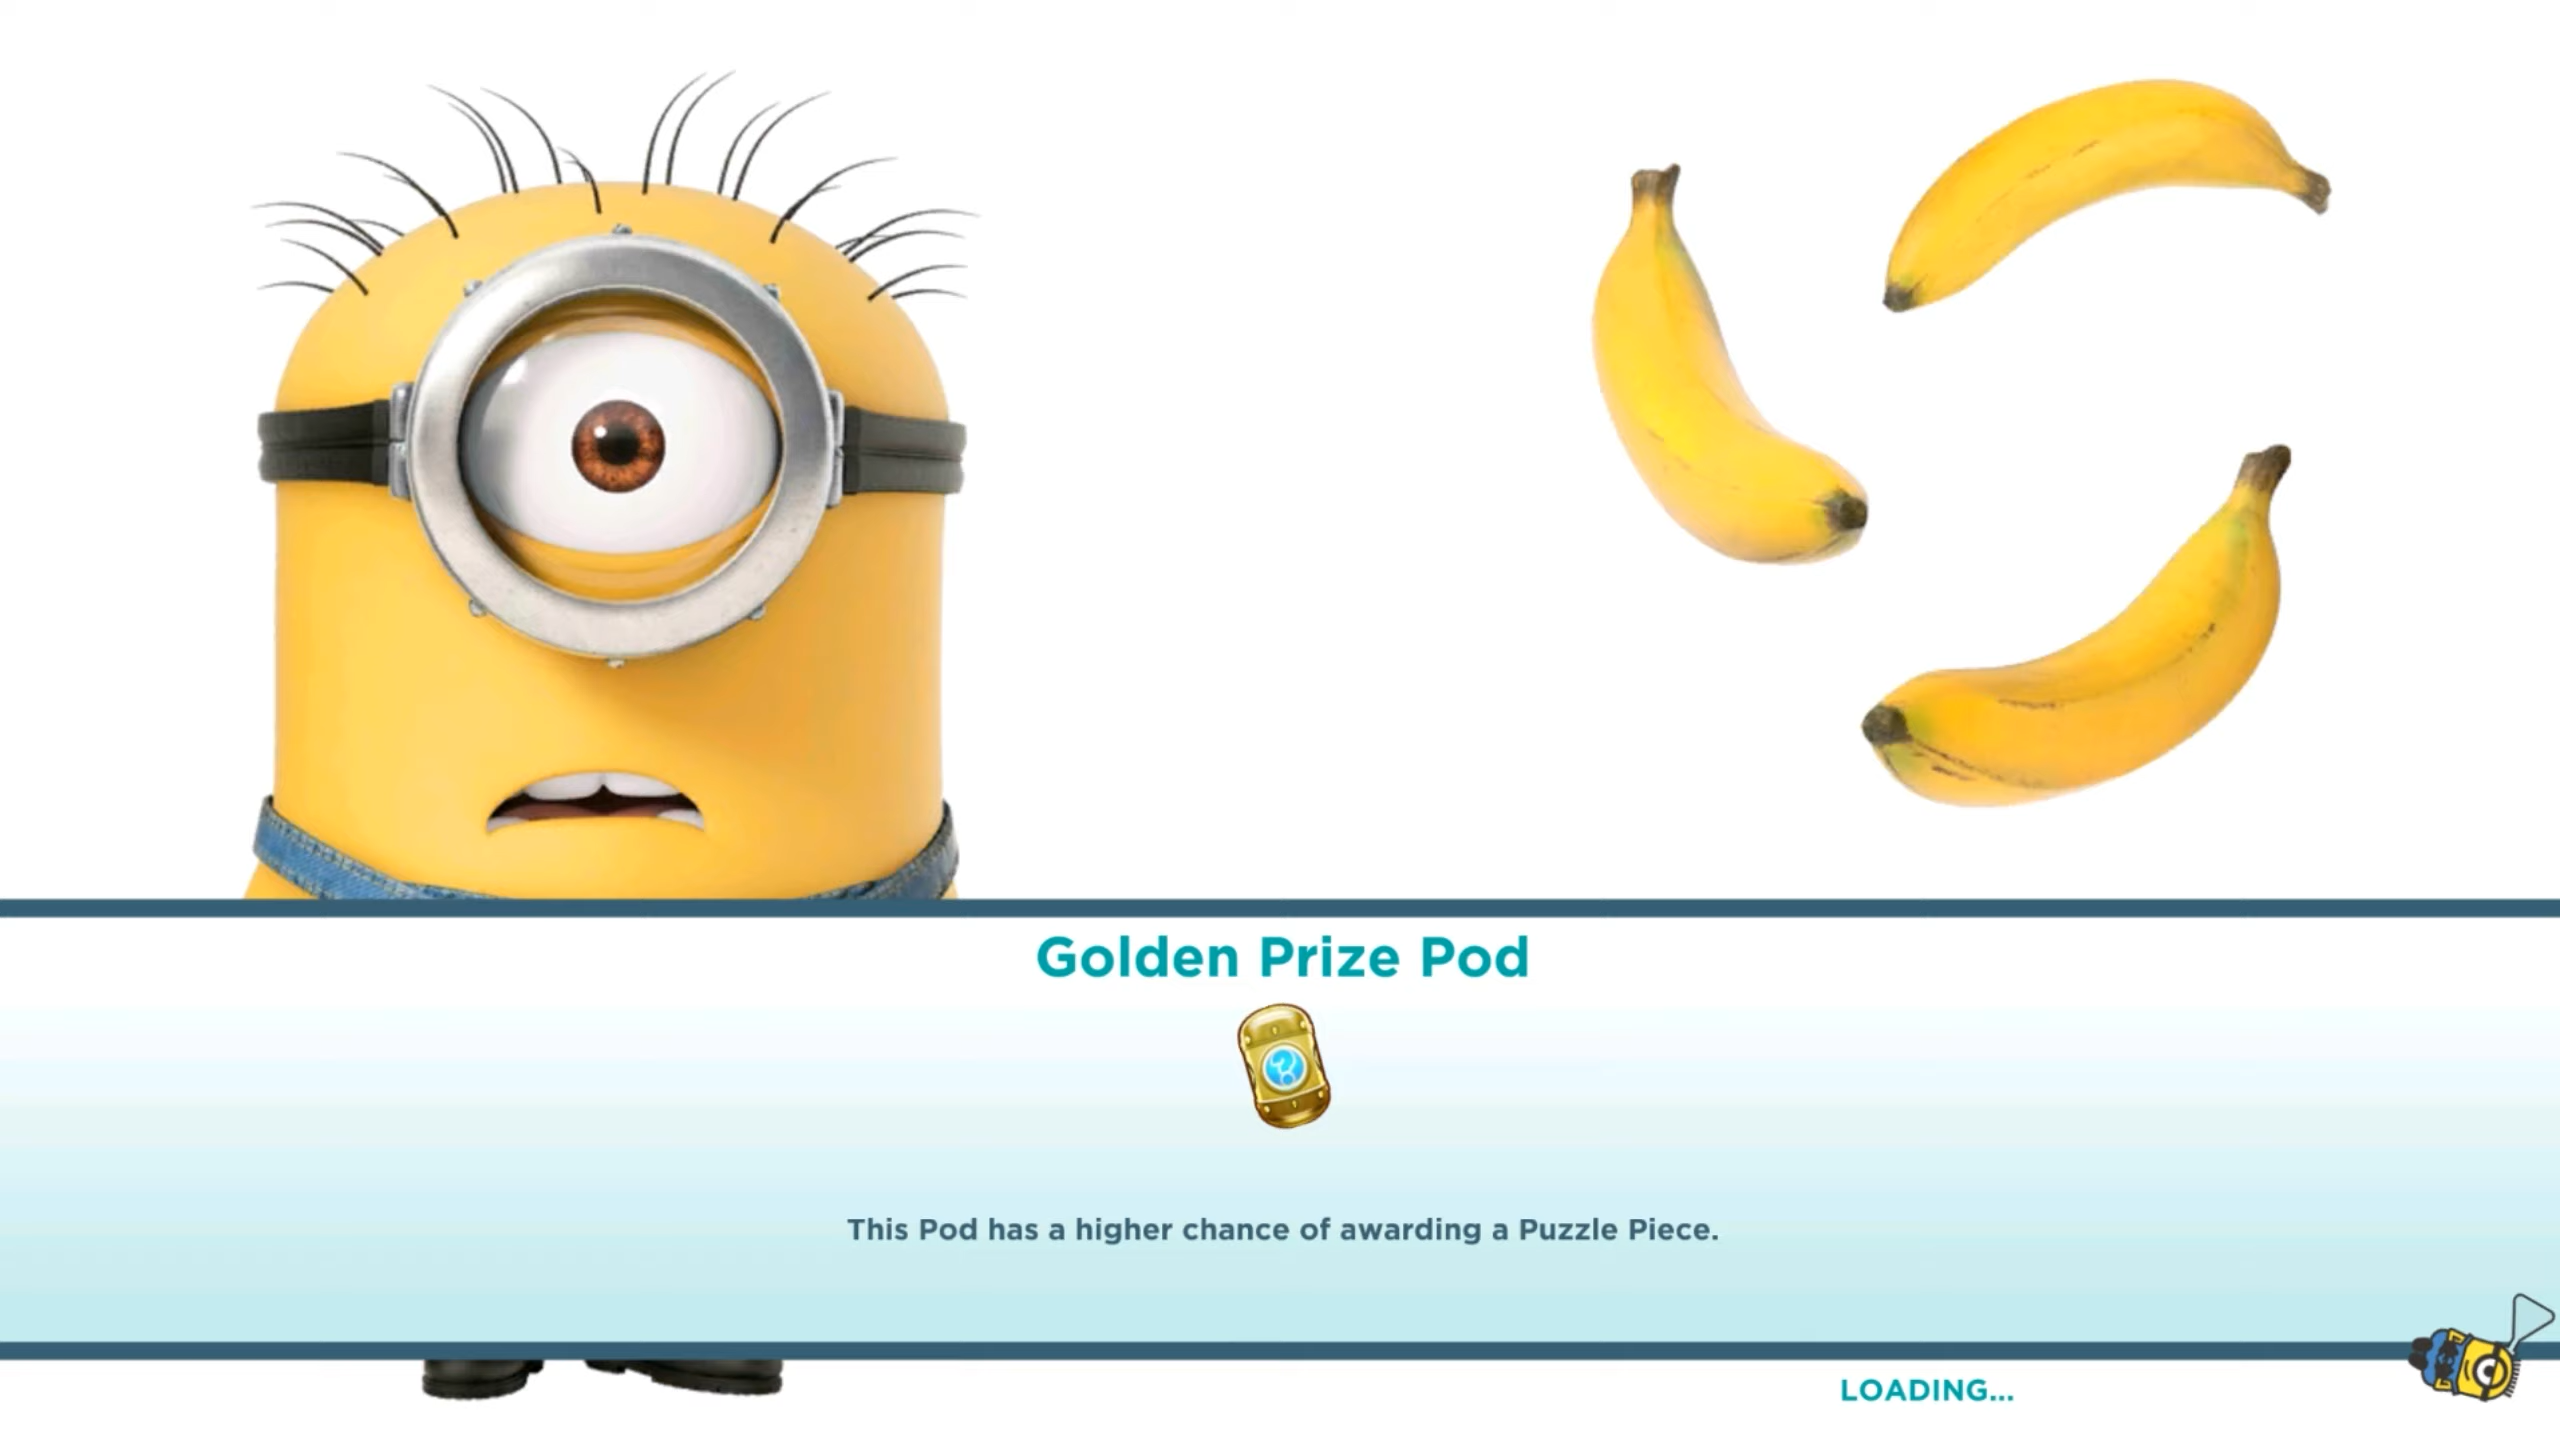 Golden Prize Pod
This Pod has a higher chance of awarding a Puzzle Piece.
LOADING...